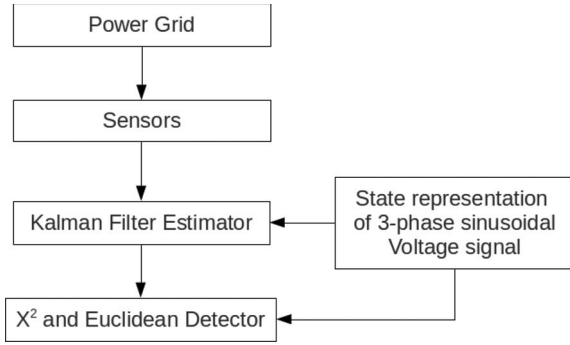 Power Grid
Sensors
Kalman Filter Estimator
State representation
of 3-phase sinusoidal
Voltage signal
X² and Euclidean Detector